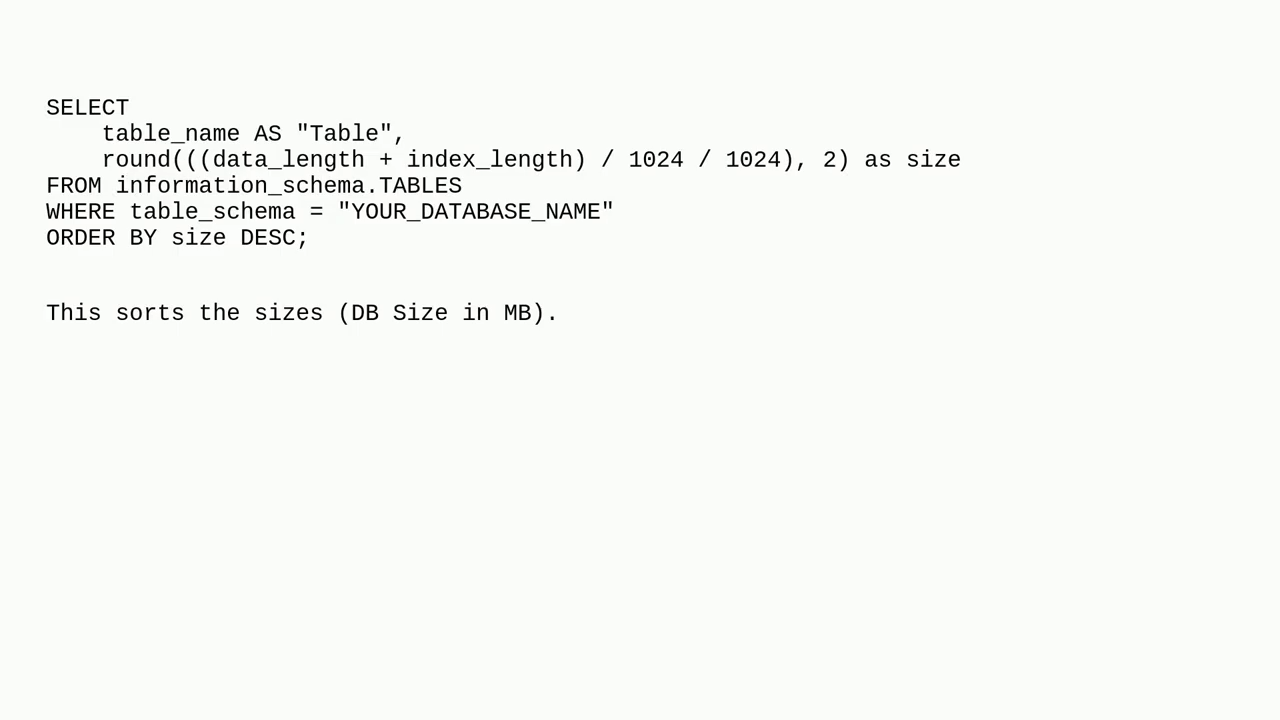 SELECT
    table_name AS "Table",
    round(((data_length + index_length) / 1024 / 1024), 2) as size
FROM information_schema.TABLES
WHERE table_schema = "YOUR_DATABASE_NAME"
ORDER BY size DESC;
This sorts the sizes (DB Size in MB).